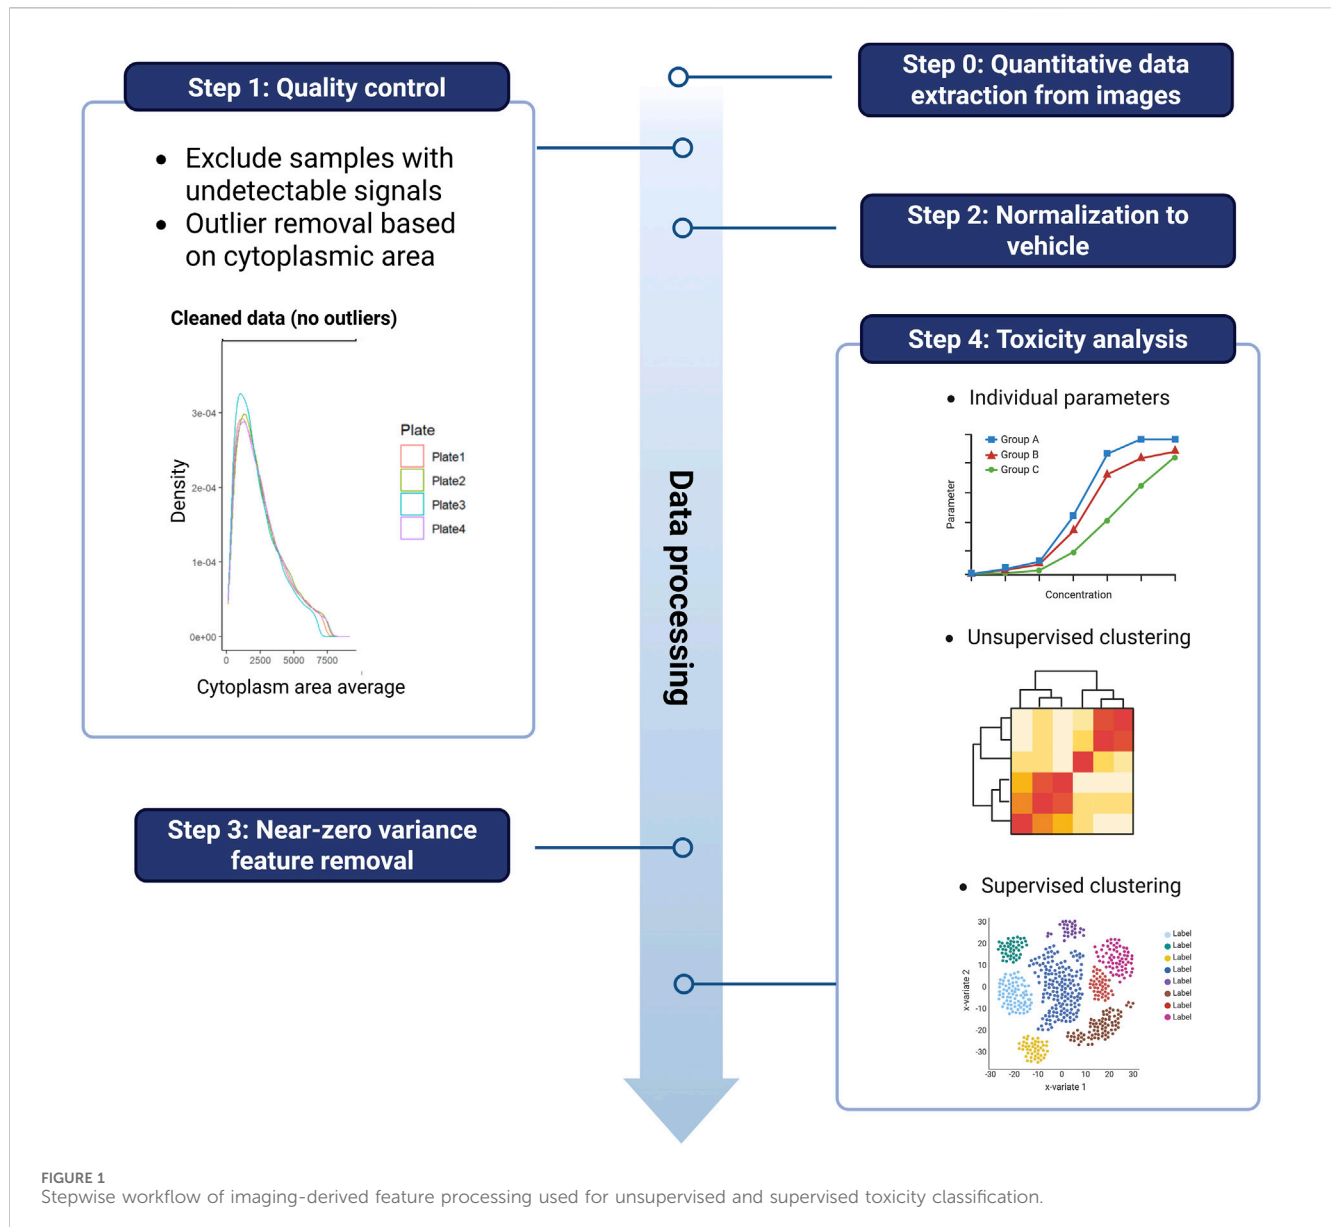 Step 0: Quantitative data
extraction from images
Step 1: Quality control
• Exclude samples with
undetectable signals
• Outlier removal based
on cytoplasmic area
Cleaned data (no outliers)
3e-04
2e-04
1e-04
0e+00
Density
0 2500 5000 7500
Cytoplasm area average
Plate
Plate1
Plate2
Plate3
Plate4
Step 2: Normalization to
vehicle
Data processing
Step 3: Near-zero variance
feature removal
Step 4: Toxicity analysis
• Individual parameters
Group A
Group B
Group C
Parameter
Concentration
• Unsupervised clustering
• Supervised clustering
30
20
10
0
-10
-20
-30
x-variate 2
-30 -20 -10 0 10 20 30
x-variate 1
Label
Label
Label
Label
Label
Label
Label
Label
FIGURE 1
Stepwise workflow of imaging-derived feature processing used for unsupervised and supervised toxicity classification.